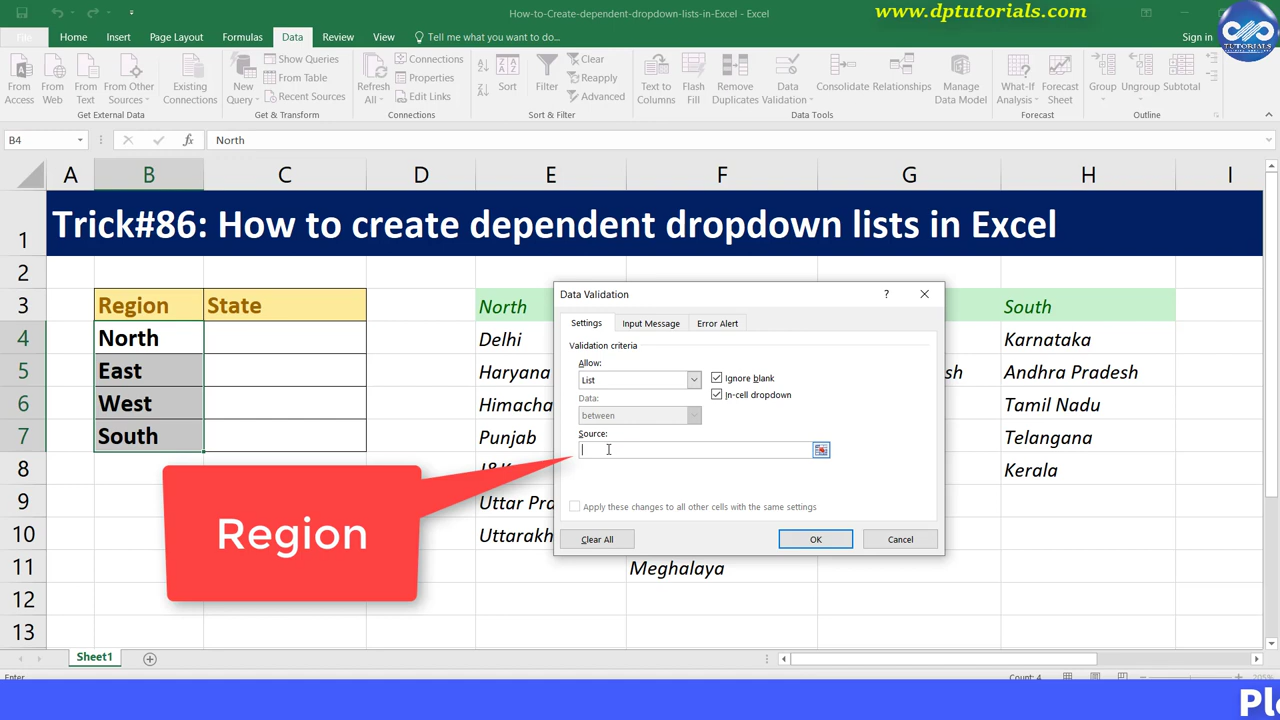 How-to-Create-dependent-dropdown-lists-in-Excel - Excel
www.dptutorials.com
TUTORIALS
File Home Insert Page Layout Formulas Data Review View Tell me what you want to do... Sign in
From Access
From Web
From Text
From Other Sources
Existing Connections
Get External Data
New Query
Show Queries
From Table
Recent Sources
Get & Transform
Refresh All
Connections
Properties
Edit Links
Connections
Sort
Filter
Clear
Reapply
Advanced
Sort & Filter
Text to Columns
Flash Fill
Remove Duplicates
Data Validation
Consolidate
Relationships
Manage Data Model
Data Tools
What-If Analysis
Forecast Sheet
Forecast
Group
Ungroup
Subtotal
Outline
B4 fx North
A B C D E F G H I
1 Trick#86: How to create dependent dropdown lists in Excel
2
3 Region State North South
4 North Delhi Karnataka
5 East Haryana Andhra Pradesh
6 West Himacha Tamil Nadu
7 South Punjab Telangana
8 J&K Kerala
9 Uttar Pra
10 Uttarakh
11 Meghalaya
12
13
Data Validation ?
Settings Input Message Error Alert
Validation criteria
Allow:
List
Ignore blank
In-cell dropdown
Data:
between
Source:
Apply these changes to all other cells with the same settings
Clear All OK Cancel
Region
Sheet1
Enter Count: 4 205%
Pl